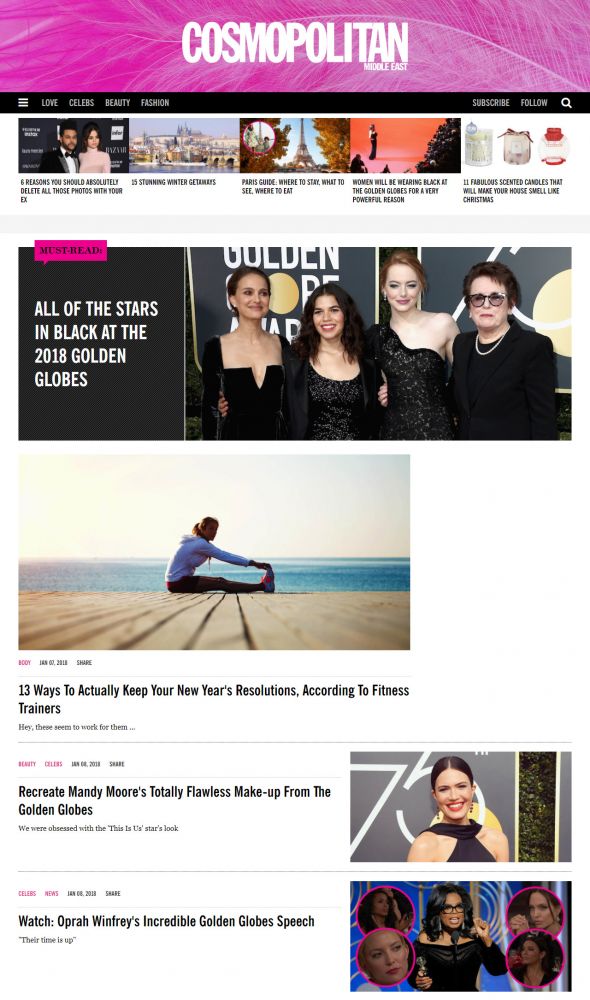 COSMOPOLITAN
MIDDLE EAST
LOVE CELEBS BEAUTY FASHION SUBSCRIBE FOLLOW
6 REASONS YOU SHOULD ABSOLUTELY
DELETE ALL THOSE PHOTOS WITH YOUR
EX
15 STUNNING WINTER GETAWAYS
PARIS GUIDE: WHERE TO STAY, WHAT TO
SEE, WHERE TO EAT
WOMEN WILL BE WEARING BLACK AT
THE GOLDEN GLOBES FOR A VERY
POWERFUL REASON
11 FABULOUS SCENTED CANDLES THAT
WILL MAKE YOUR HOUSE SMELL LIKE
CHRISTMAS
MUST-READ:
ALL OF THE STARS
IN BLACK AT THE
2018 GOLDEN
GLOBES
GOLDEN
75
BODY JAN 07, 2018 SHARE
13 Ways To Actually Keep Your New Year's Resolutions, According To Fitness
Trainers
Hey, these seem to work for them ...
BEAUTY CELEBS JAN 08, 2018 SHARE
Recreate Mandy Moore's Totally Flawless Make-up From The
Golden Globes
We were obsessed with the 'This Is Us' star's look
75
CELEBS NEWS JAN 08, 2018 SHARE
Watch: Oprah Winfrey's Incredible Golden Globes Speech
"Their time is up"